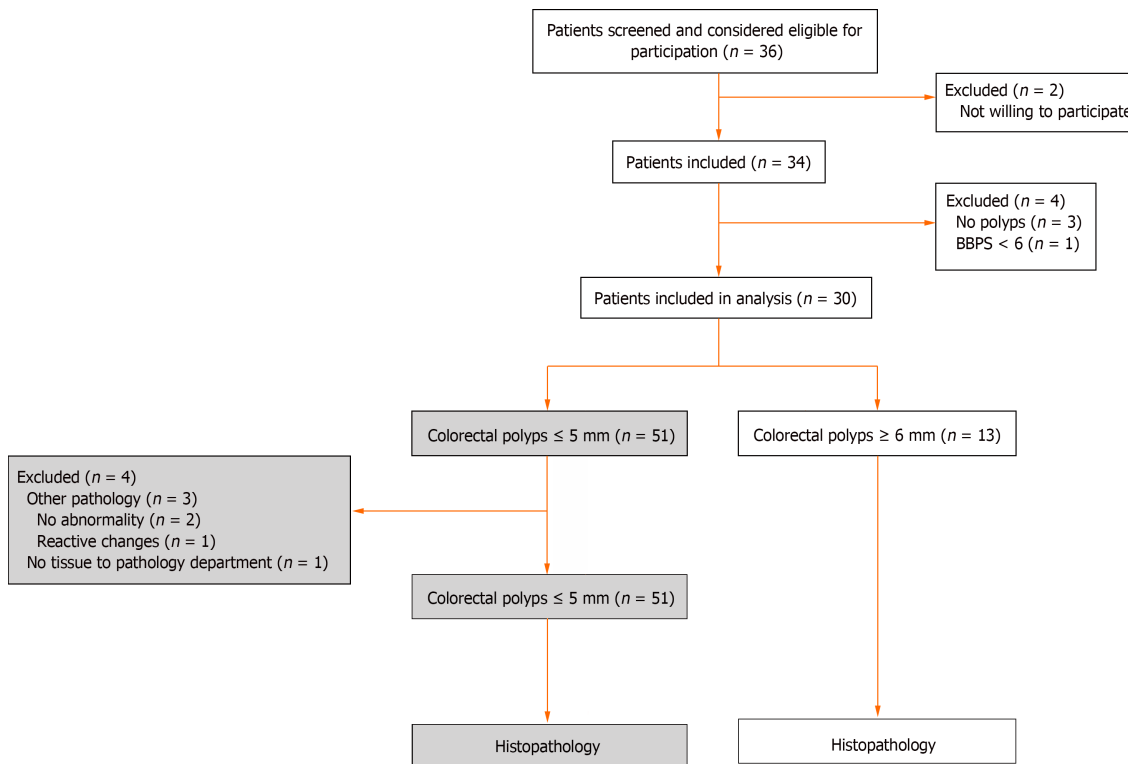 Patients screened and considered eligible for
participation (n = 36)
Excluded (n = 2)
Not willing to participate
Patients included (n = 34)
Excluded (n = 4)
No polyps (n = 3)
BBPS < 6 (n = 1)
Patients included in analysis (n = 30)
Colorectal polyps ≤ 5 mm (n = 51)
Colorectal polyps ≥ 6 mm (n = 13)
Excluded (n = 4)
Other pathology (n = 3)
No abnormality (n = 2)
Reactive changes (n = 1)
No tissue to pathology department (n = 1)
Colorectal polyps ≤ 5 mm (n = 51)
Histopathology
Histopathology